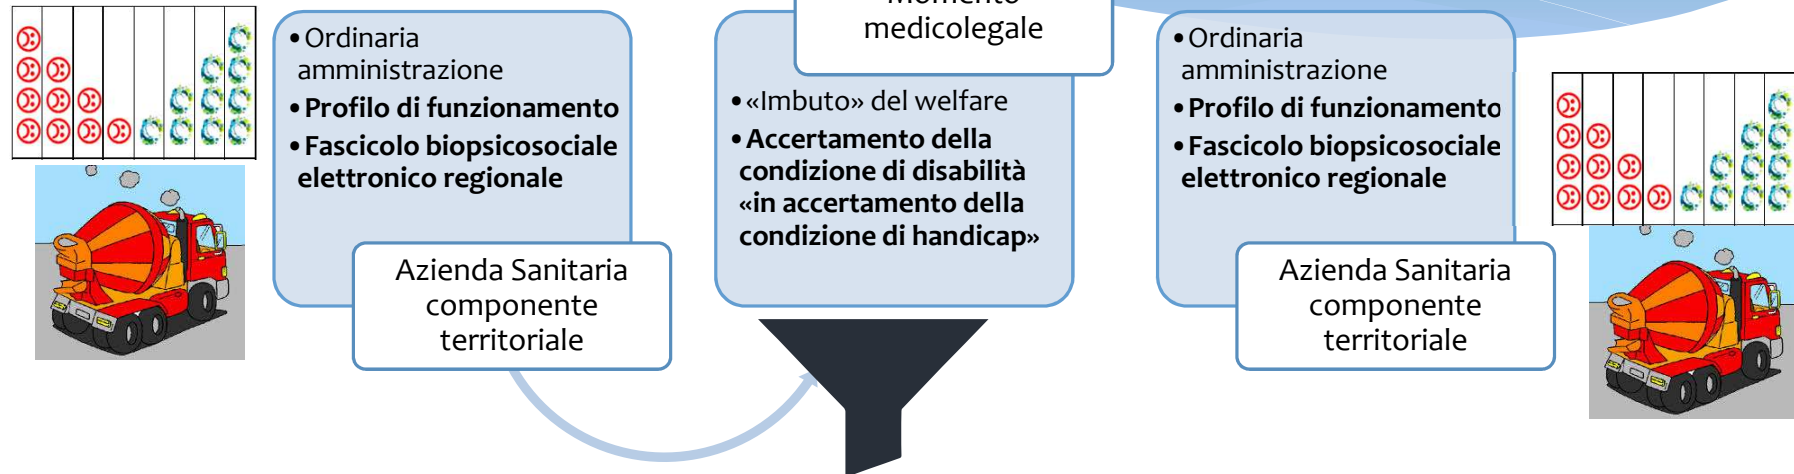 • Ordinaria
amministrazione
• Profilo di funzionamento
• Fascicolo biopsicosociale
elettronico regionale
Azienda Sanitaria
componente
territoriale
Momento
medicolegale
• «Imbuto» del welfare
• Accertamento della
condizione di disabilità
«in accertamento della
condizione di handicap»
• Ordinaria
amministrazione
• Profilo di funzionamento
• Fascicolo biopsicosociale
elettronico regionale
Azienda Sanitaria
componente
territoriale